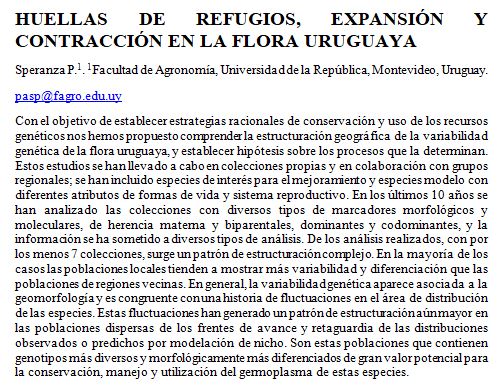 HUELLAS DE REFUGIOS, EXPANSIÓN Y
CONTRACCIÓN EN LA FLORA URUGUAYA
Speranza P.1. 1Facultad de Agronomía, Universidad de la República, Montevideo, Uruguay.
pasp@fagro.edu.uy
Con el objetivo de establecer estrategias racionales de conservación y uso de los recursos
genéticos nos hemos propuesto comprender la estructuración geográfica de la variabilidad
genética de la flora uruguaya, y establecer hipótesis sobre los procesos que la determinan.
Estos estudios se han llevado a cabo en colecciones propias y en colaboración con grupos
regionales; se han incluido especies de interés para el mejoramiento y especies modelo con
diferentes atributos de formas de vida y sistema reproductivo. En los últimos 10 años se
han analizado las colecciones con diversos tipos de marcadores morfológicos y
moleculares, de herencia materna y biparentales, dominantes y codominantes, y la
información se ha sometido a diversos tipos de análisis. De los análisis realizados, con por
los menos 7 colecciones, surge un patrón de estructuración complejo. En la mayoría de los
casos las poblaciones locales tienden a mostrar más variabilidad y diferenciación que las
poblaciones de regiones vecinas. En general, la variabilidad genética aparece asociada a la
geomorfología y es congruente con una historia de fluctuaciones en el área de distribución
de las especies. Estas fluctuaciones han generado un patrón de estructuración aún mayor en
las poblaciones dispersas de los frentes de avance y retaguardia de las distribuciones
observados o predichos por modelación de nicho. Son estas poblaciones que contienen
genotipos más diversos y morfológicamente más diferenciados de gran valor potencial para
la conservación, manejo y utilización del germoplasma de estas especies.